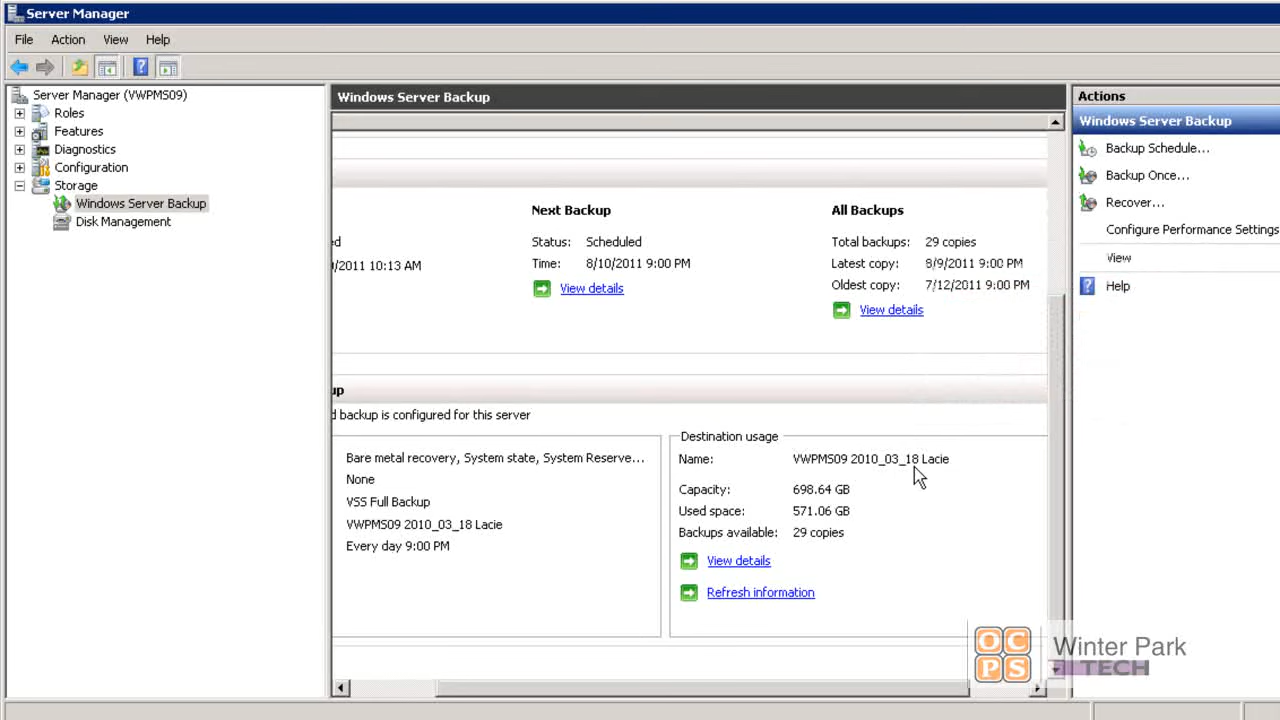 Server Manager
File Action View Help
Server Manager (VWPMS09)
Roles
Features
Diagnostics
Configuration
Storage
Windows Server Backup
Disk Management
Windows Server Backup
Next Backup
All Backups
ed
Status: Scheduled
Total backups: 29 copies
/2011 10:13 AM
Time: 8/10/2011 9:00 PM
Latest copy: 8/9/2011 9:00 PM
View details
Oldest copy: 7/12/2011 9:00 PM
View details
up
d backup is configured for this server
Bare metal recovery, System state, System Reserve...
None
VSS Full Backup
VWPMS09 2010_03_18 Lacie
Every day 9:00 PM
Destination usage
Name: VWPMS09 2010_03_18 Lacie
Capacity: 698.64 GB
Used space: 571.06 GB
Backups available: 29 copies
View details
Refresh information
Actions
Windows Server Backup
Backup Schedule...
Backup Once...
Recover...
Configure Performance Settings
View
Help
OC
PS
Winter Park
TECH